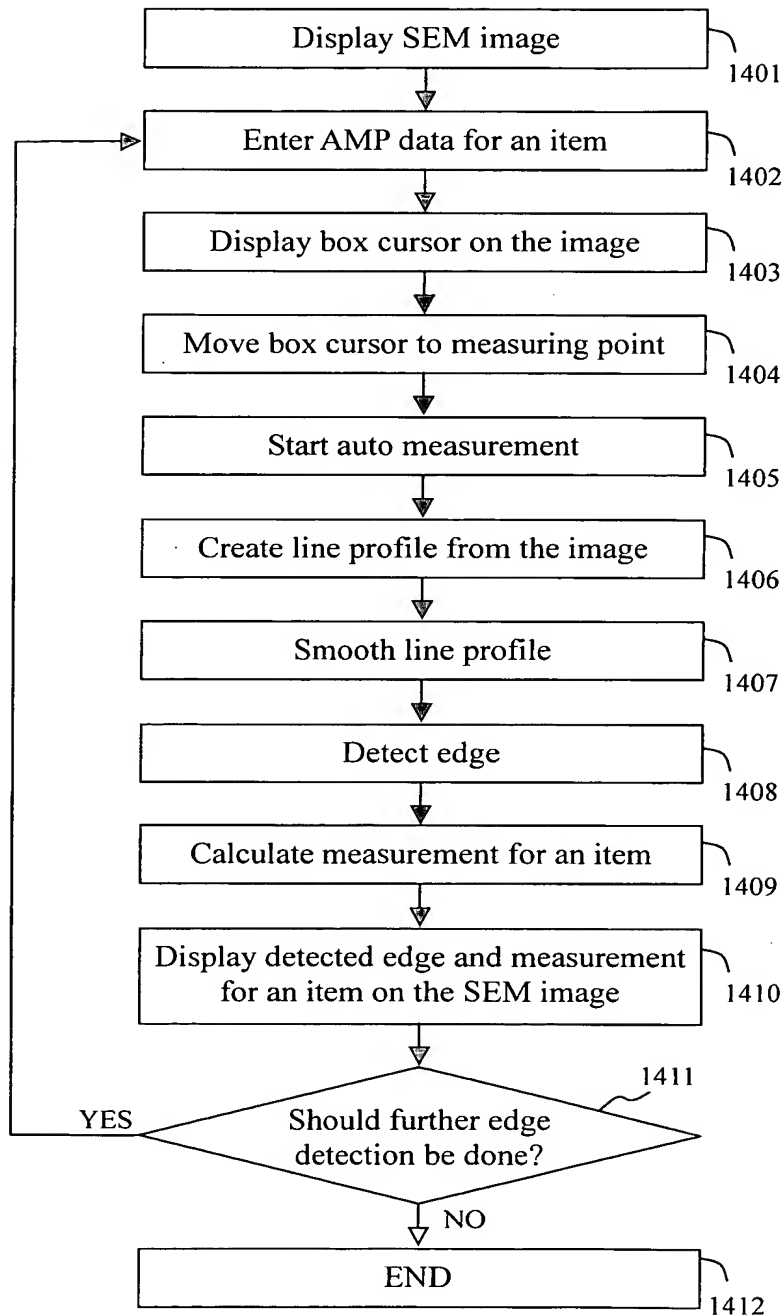 Display SEM image
1401
Enter AMP data for an item
1402
Display box cursor on the image
1403
Move box cursor to measuring point
1404
Start auto measurement
1405
Create line profile from the image
1406
Smooth line profile
1407
Detect edge
1408
Calculate measurement for an item
1409
Display detected edge and measurement
for an item on the SEM image
1410
1411
YES
Should further edge
detection be done?
NO
END
1412